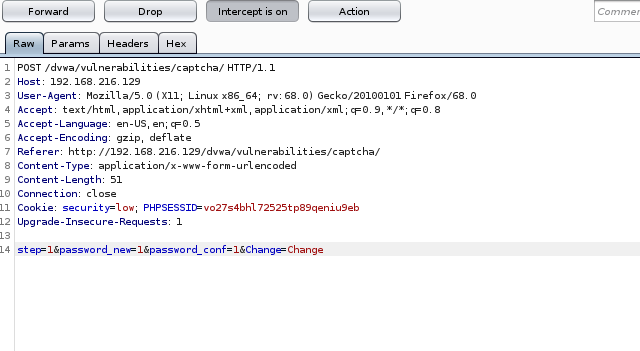 Forward Drop Intercept is on Action Commen
Raw Params Headers Hex
1 POST /dvwa/vulnerabilities/captcha/ HTTP/1.1
2 Host: 192.168.216.129
3 User-Agent: Mozilla/5.0 (X11; Linux x86_64; rv:68.0) Gecko/20100101 Firefox/68.0
4 Accept: text/html,application/xhtml+xml,application/xml;q=0.9,*/*;q=0.8
5 Accept-Language: en-US,en;q=0.5
6 Accept-Encoding: gzip, deflate
7 Referer: http://192.168.216.129/dvwa/vulnerabilities/captcha/
8 Content-Type: application/x-www-form-urlencoded
9 Content-Length: 51
10 Connection: close
11 Cookie: security=low; PHPSESSID=vo27s4bhl72525tp89qeniu9eb
12 Upgrade-Insecure-Requests: 1
13
14 step=1&password_new=1&password_conf=1&Change=Change